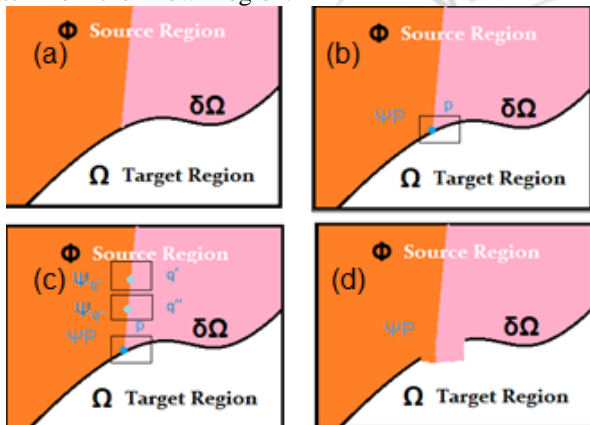 (a)
Φ Source Region
δΩ
Ω Target Region
(b)
Φ Source Region
ΨP p δΩ
Ω Target Region
(c)
Φ Source Region
Ψq' q'
Ψq'' q''
ΨP p δΩ
Ω Target Region
(d)
Φ Source Region
ΨP δΩ
Ω Target Region